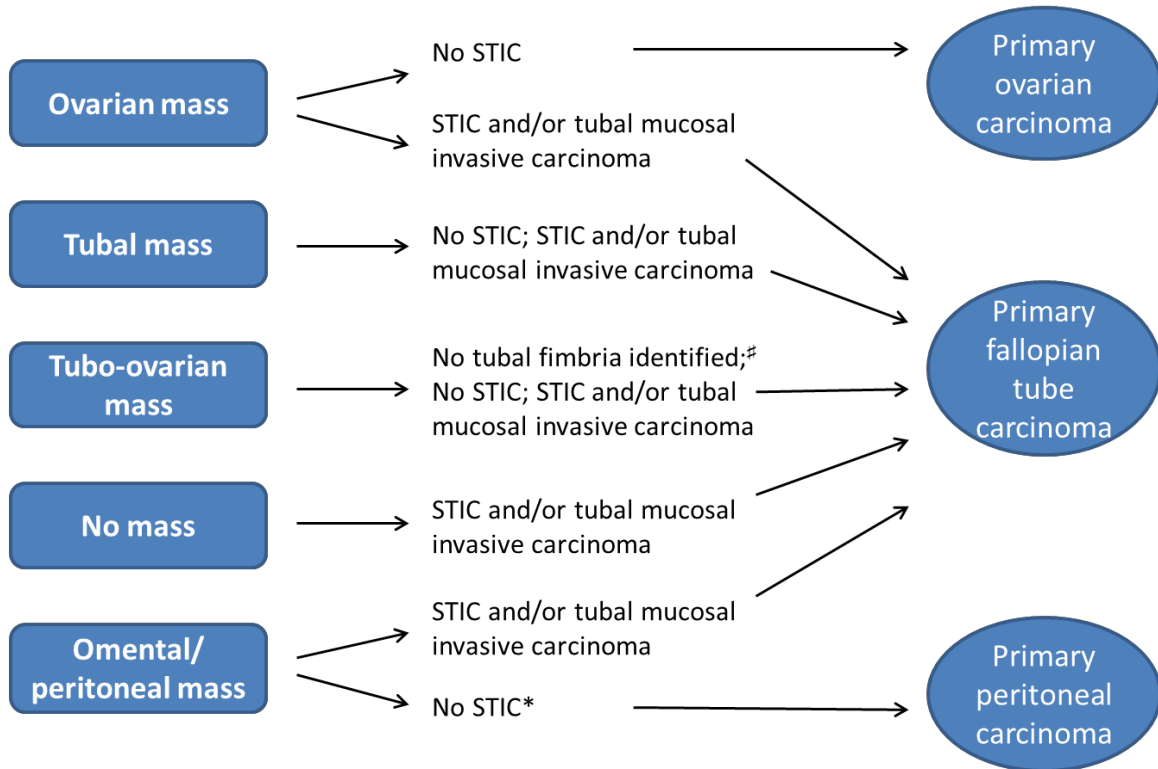 Ovarian mass
No STIC
STIC and/or tubal mucosal
invasive carcinoma
Primary
ovarian
carcinoma
Tubal mass
No STIC; STIC and/or tubal
mucosal invasive carcinoma
Tubo-ovarian
mass
No tubal fimbria identified;♯
No STIC; STIC and/or tubal
mucosal invasive carcinoma
Primary
fallopian
tube
carcinoma
No mass
STIC and/or tubal mucosal
invasive carcinoma
Omental/
peritoneal mass
STIC and/or tubal mucosal
invasive carcinoma
No STIC*
Primary
peritoneal
carcinoma